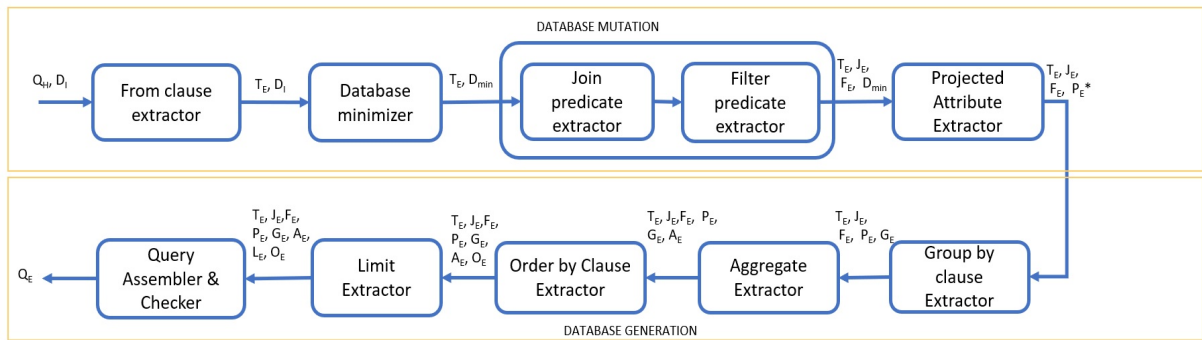 DATABASE MUTATION
Q_H, D_I
From clause
extractor
T_E, D_I
Database
minimizer
T_E, D_min
Join
predicate
extractor
Filter
predicate
extractor
T_E, J_E,
F_E, D_min
Projected
Attribute
Extractor
T_E, J_E,
F_E, P_E*
Group by
clause
Extractor
T_E, J_E,
F_E, P_E, G_E
Aggregate
Extractor
T_E, J_E,F_E, P_E,
G_E, A_E
Order by Clause
Extractor
T_E, J_E,F_E,
P_E, G_E,
A_E, O_E
Limit
Extractor
T_E, J_E,F_E,
P_E, G_E, A_E,
L_E, O_E
Query
Assembler &
Checker
Q_E
DATABASE GENERATION